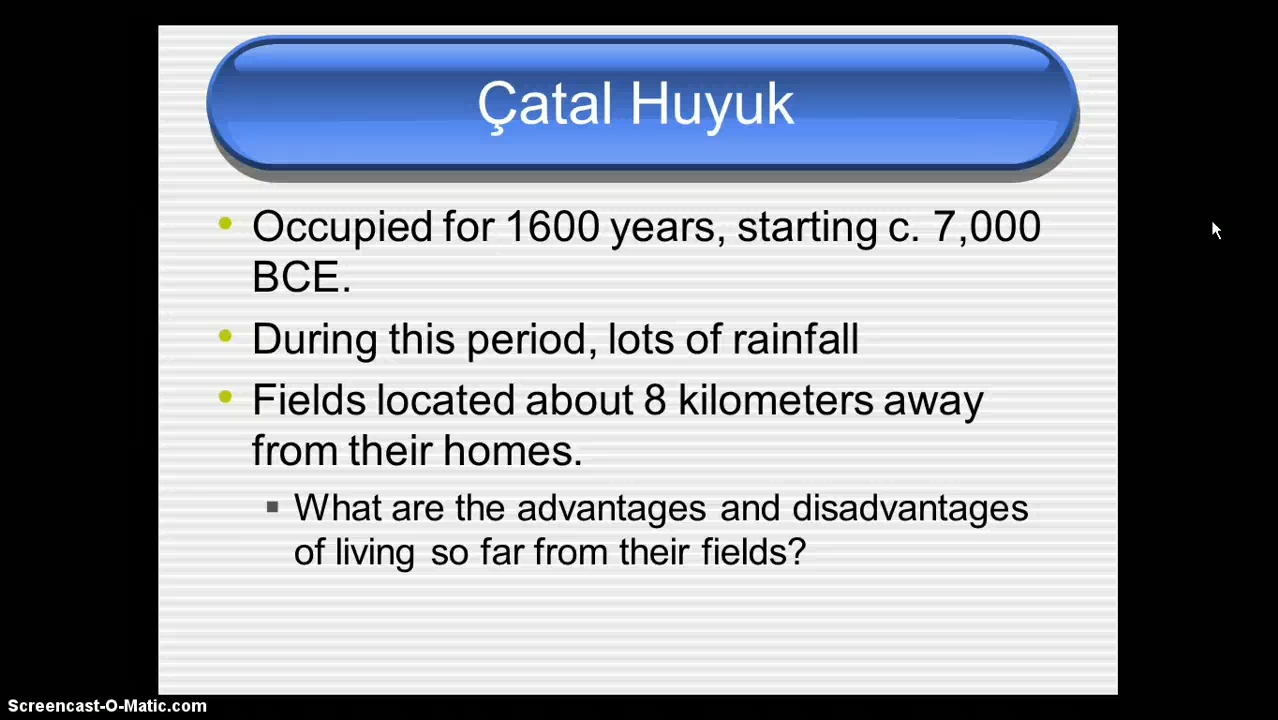 Çatal Huyuk
• Occupied for 1600 years, starting c. 7,000
BCE.
• During this period, lots of rainfall
• Fields located about 8 kilometers away
from their homes.
▪ What are the advantages and disadvantages
of living so far from their fields?
Screencast-O-Matic.com